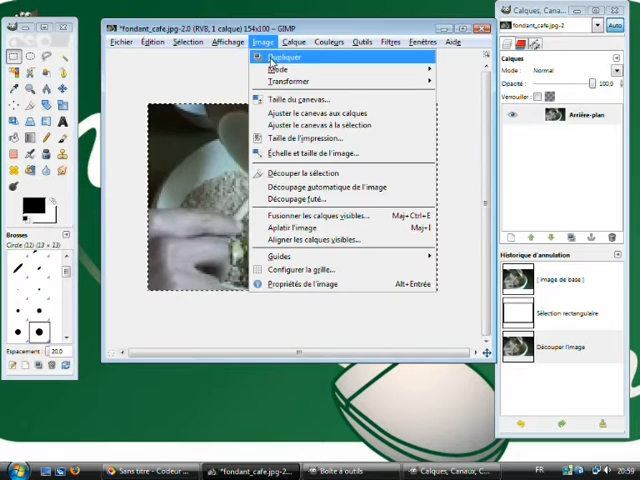 *fondant_cafe.jpg-2.0 (RVB, 1 calque) 154x100 – GIMP
Fichier Édition Sélection Affichage Image Calque Couleurs Outils Filtres Fenêtres Aide
Dupliquer
Mode
Transformer
Taille du canevas...
Ajuster le canevas aux calques
Ajuster le canevas à la sélection
Taille de l'impression...
Échelle et taille de l'image...
Découper la sélection
Découpage automatique de l'image
Découpage futé...
Fusionner les calques visibles... Maj+Ctrl+E
Aplatir l'image Maj+I
Aligner les calques visibles...
Guides
Configurer la grille...
Propriétés de l'image Alt+Entrée
Brosses
Circle (11) (13 × 11)
Espacement : 20,0
Calques, Canaux, C...
fondant_cafe.jpg-2 Auto
Calques
Mode : Normal
Opacité : 100,0
Verrouiller :
Arrière-plan
Historique d'annulation
[ image de base ]
Sélection rectangulaire
Découper l'image
Sans titre - Codeur ...
*fondant_cafe.jpg-2...
Boîte à outils
Calques, Canaux, C...
FR
20:59